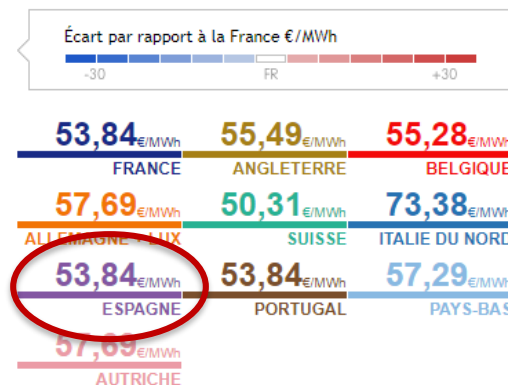 Écart par rapport à la France €/MWh
-30 FR +30
53,84€/MWh 55,49€/MWh 55,28€/MWh
FRANCE ANGLETERRE BELGIQUE
57,69€/MWh 50,31€/MWh 73,38€/MWh
ALLEMAGNE - LUX SUISSE ITALIE DU NORD
53,84€/MWh 53,84€/MWh 57,29€/MWh
ESPAGNE PORTUGAL PAYS-BAS
57,69€/MWh
AUTRICHE